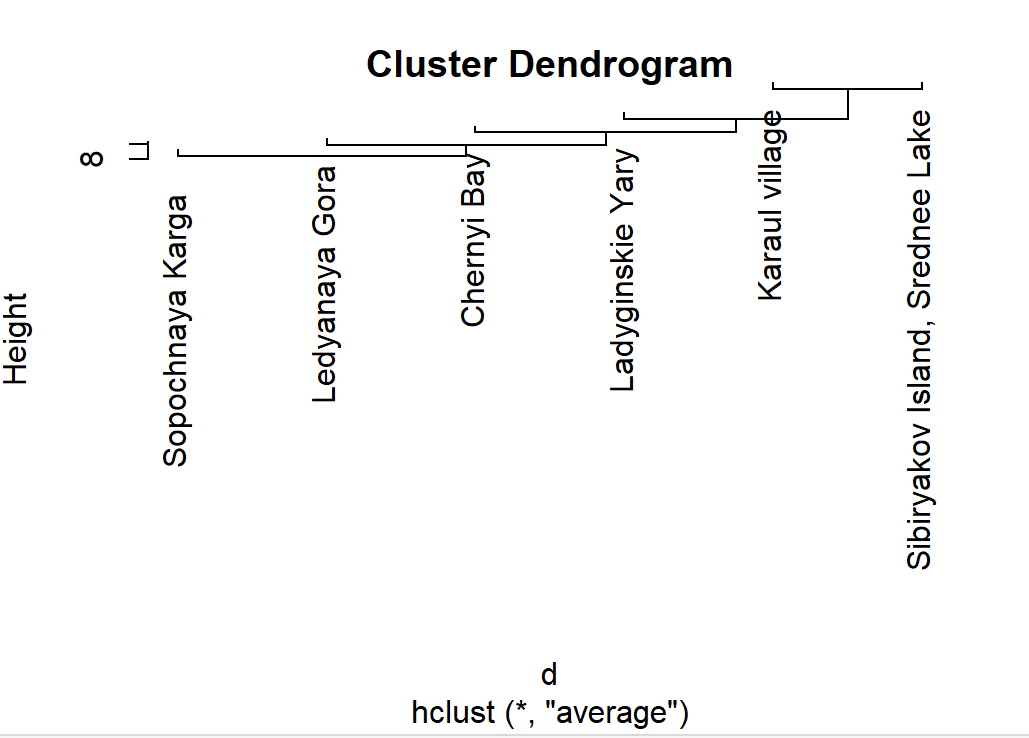 Cluster Dendrogram
Height
8
Sopochnaya Karga
Ledyanaya Gora
Chernyi Bay
Ladyginskie Yary
Karaul village
Sibiryakov Island, Srednee Lake
d
hclust (*, "average")